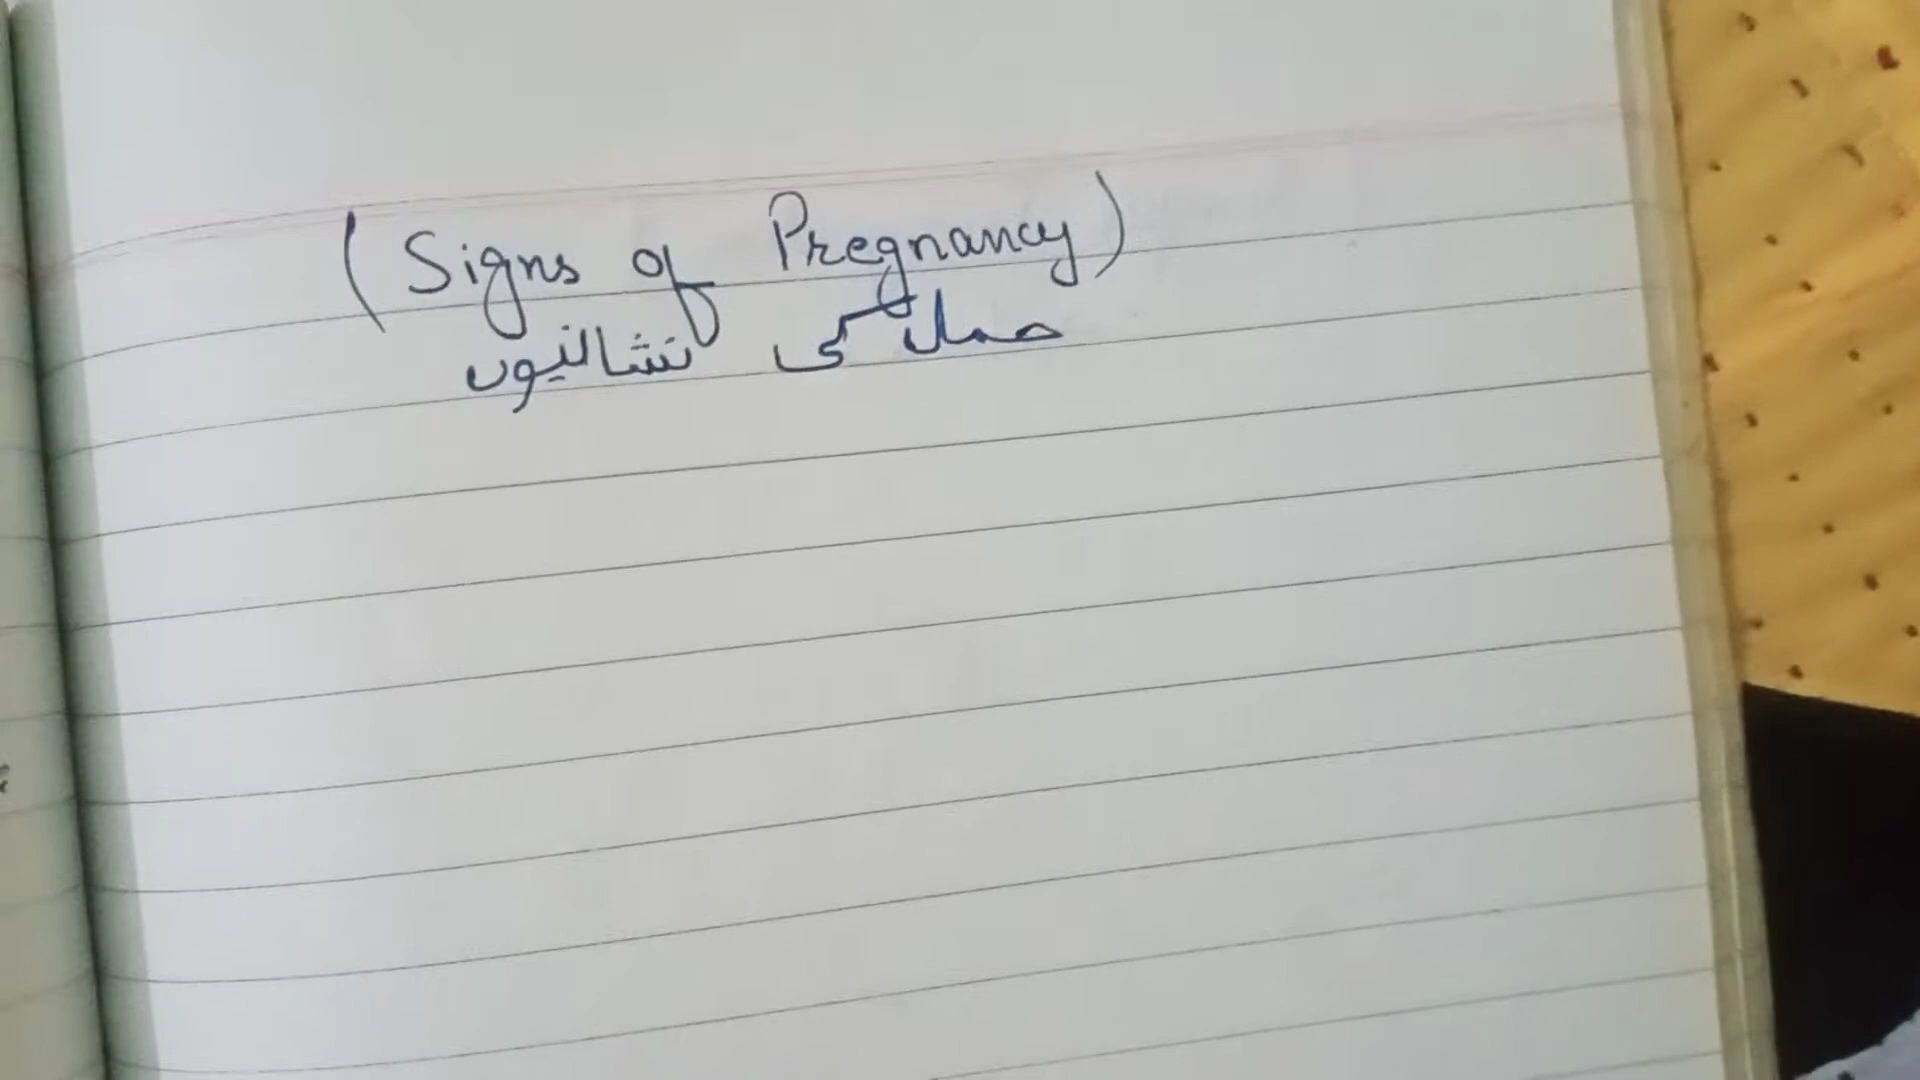 (Signs of Pregnancy)
حمل کی نشانیوں